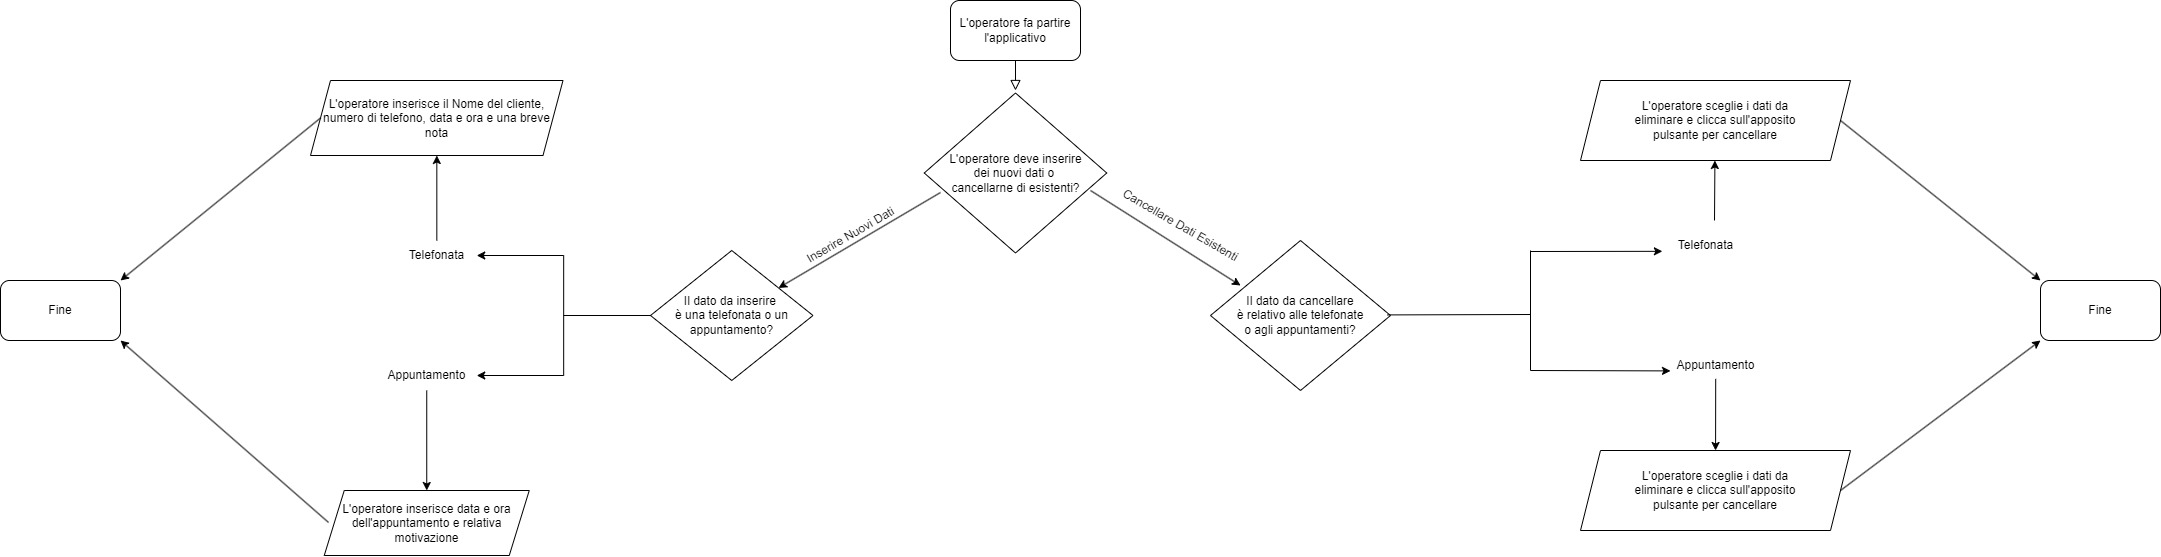 L'operatore fa partire
l'applicativo
L'operatore deve inserire
dei nuovi dati o
cancellarne di esistenti?
Inserire Nuovi Dati
Cancellare Dati Esistenti
Il dato da inserire
è una telefonata o un
appuntamento?
Telefonata
Appuntamento
L'operatore inserisce il Nome del cliente,
numero di telefono, data e ora e una breve
nota
L'operatore inserisce data e ora
dell'appuntamento e relativa
motivazione
Fine
Il dato da cancellare
è relativo alle telefonate
o agli appuntamenti?
Telefonata
Appuntamento
L'operatore sceglie i dati da
eliminare e clicca sull'apposito
pulsante per cancellare
L'operatore sceglie i dati da
eliminare e clicca sull'apposito
pulsante per cancellare
Fine